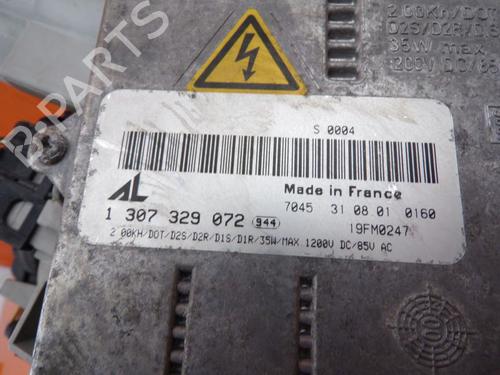 2.00Kh/DOT
D2S/D2R/D1S
35W/max.
1200V DC/85
B-PARTS
S 0004
AL
Made in France
1 307 329 072 944
7045 31 08 01 0160
19FM0247
2.00KH/DOT/D2S/D2R/D1S/D1R/35W/MAX.1200V DC/85V AC